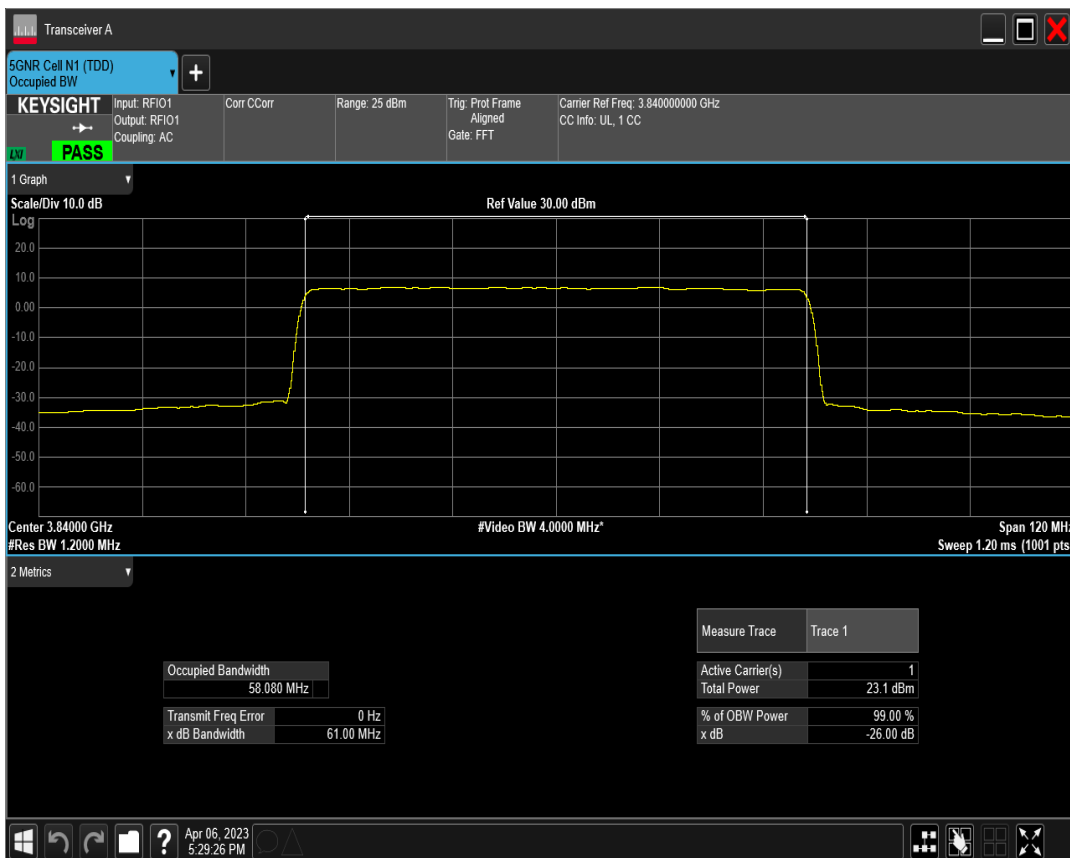 Transceiver A
5GNR Cell N1 (TDD)
Occupied BW
+
KEYSIGHT
LXI
PASS
Input: RFIO1
Output: RFIO1
Coupling: AC
Corr CCorr
Range: 25 dBm
Trig: Prot Frame
Aligned
Gate: FFT
Carrier Ref Freq: 3.840000000 GHz
CC Info: UL, 1 CC
1 Graph
Scale/Div 10.0 dB
Ref Value 30.00 dBm
Log
20.0
10.0
0.00
-10.0
-20.0
-30.0
-40.0
-50.0
-60.0
Center 3.84000 GHz
#Video BW 4.0000 MHz*
Span 120 MHz
#Res BW 1.2000 MHz
Sweep 1.20 ms (1001 pts
2 Metrics
Measure Trace Trace 1
Occupied Bandwidth
58.080 MHz
Active Carrier(s) 1
Total Power 23.1 dBm
Transmit Freq Error 0 Hz
x dB Bandwidth 61.00 MHz
% of OBW Power 99.00 %
x dB -26.00 dB
?
Apr 06, 2023
5:29:26 PM